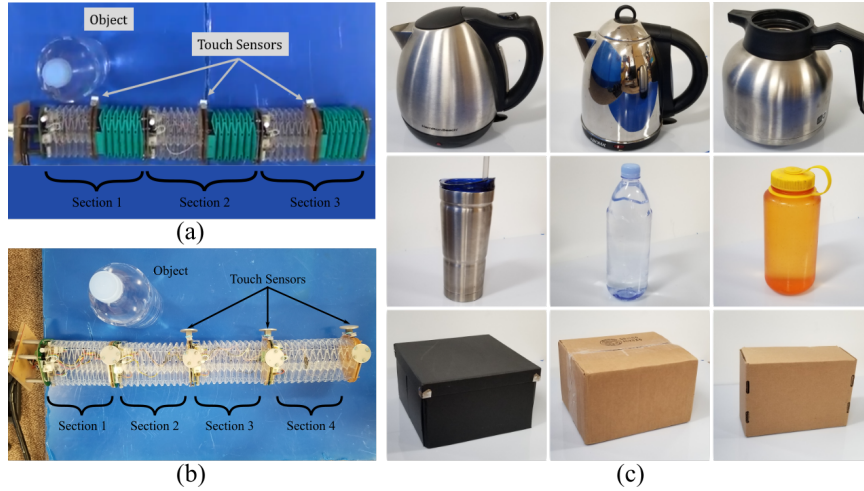 Object
Touch Sensors
Section 1
Section 2
Section 3
(a)
Object
Touch Sensors
Section 1
Section 2
Section 3
Section 4
(b)
(c)